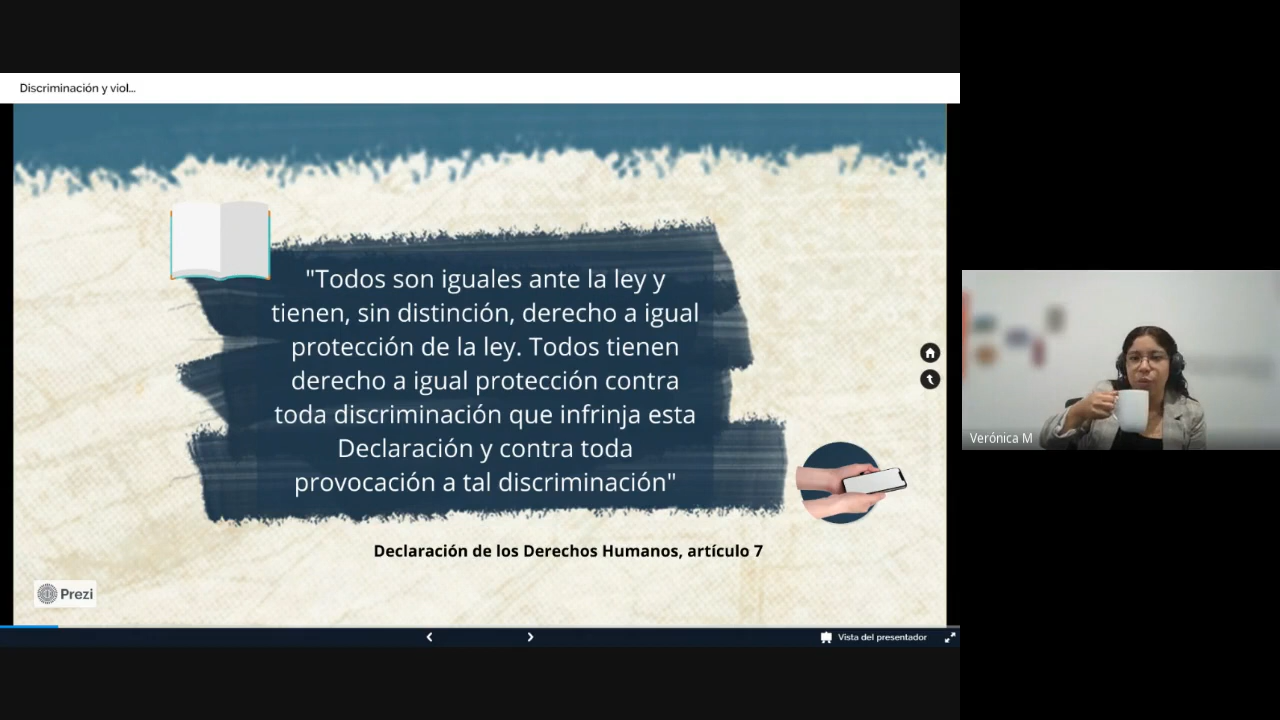 Discriminación y viol...
"Todos son iguales ante la ley y
tienen, sin distinción, derecho a igual
protección de la ley. Todos tienen
derecho a igual protección contra
toda discriminación que infrinja esta
Declaración y contra toda
provocación a tal discriminación"
Declaración de los Derechos Humanos, artículo 7
Prezi
Vista del presentador
Verónica M